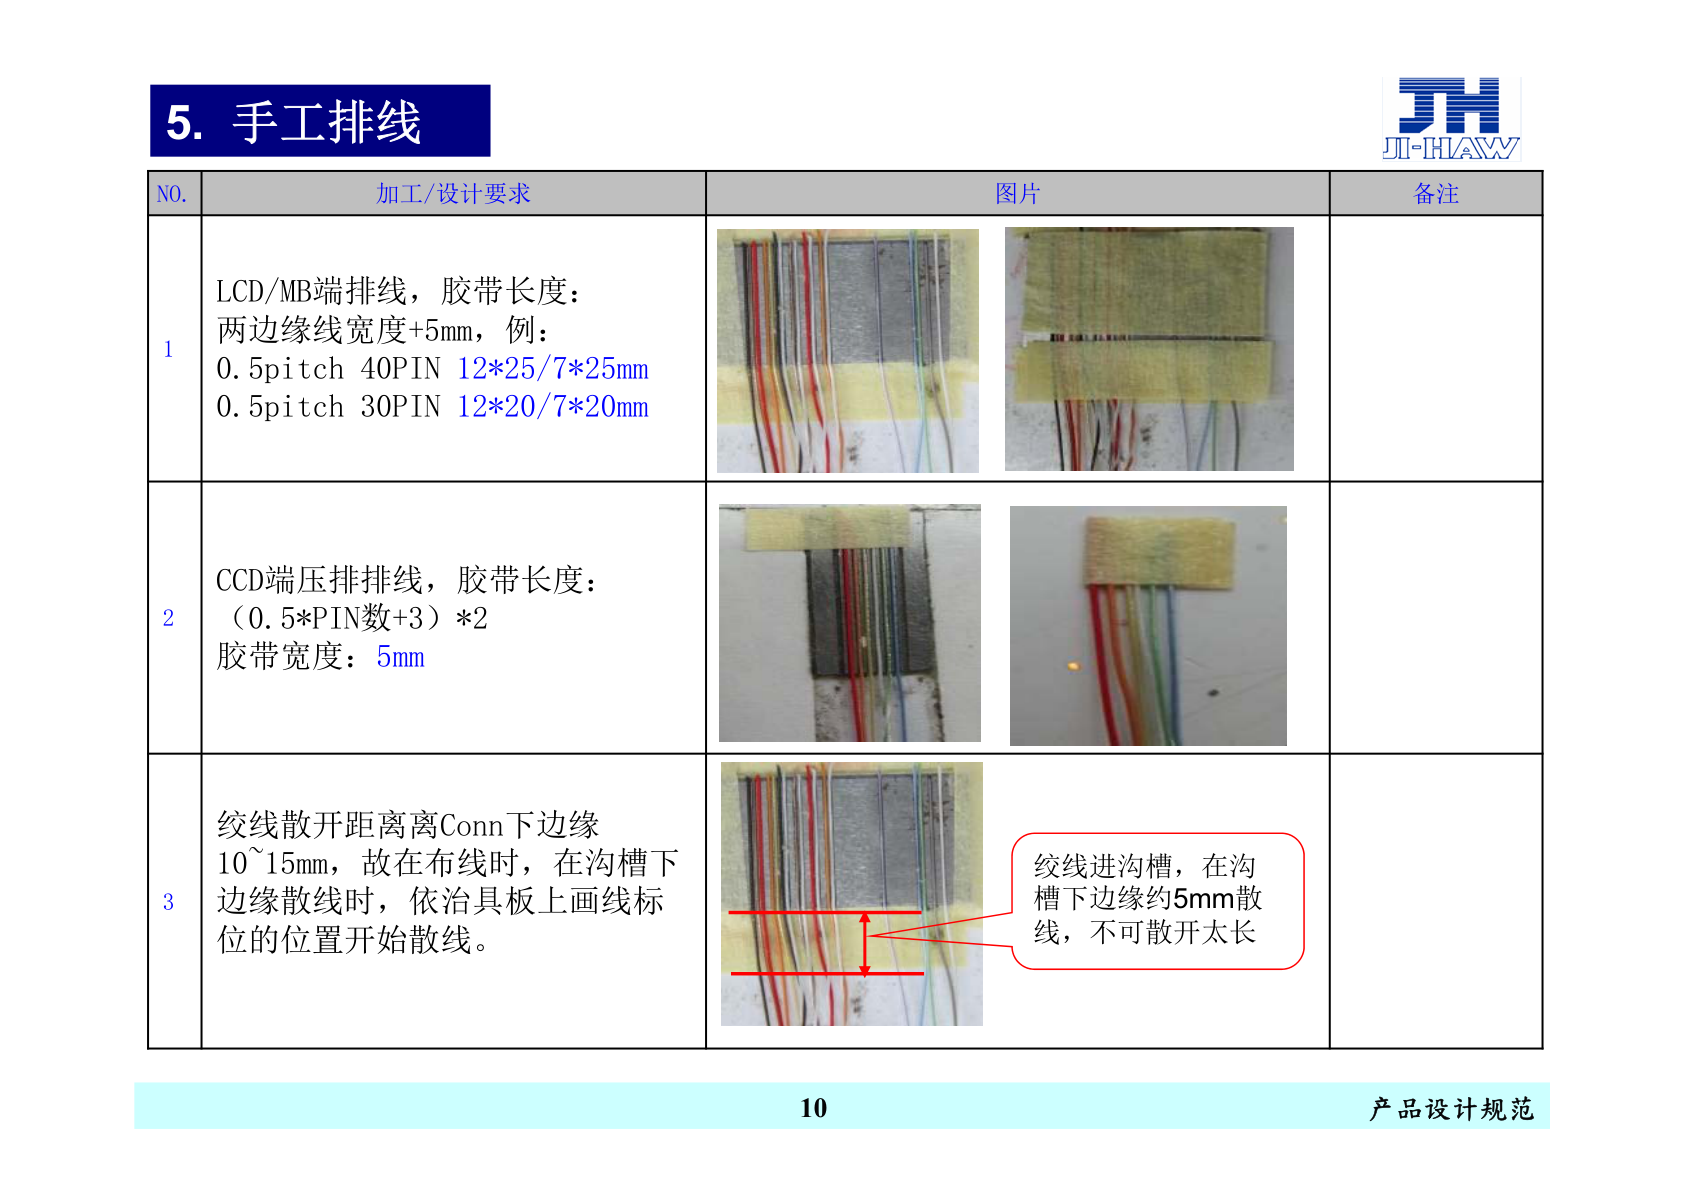 5. 手工排线
JH
JI-HAW
NO.
加工/设计要求
图片
备注
1
LCD/MB端排线，胶带长度：
两边缘线宽度+5mm，例：
0.5pitch 40PIN 12*25/7*25mm
0.5pitch 30PIN 12*20/7*20mm
2
CCD端压排排线，胶带长度：
（0.5*PIN数+3）*2
胶带宽度：5mm
3
绞线散开距离离Conn下边缘
10~15mm，故在布线时，在沟槽下
边缘散线时，依治具板上画线标
位的位置开始散线。
绞线进沟槽，在沟
槽下边缘约5mm散
线，不可散开太长
10
产品设计规范